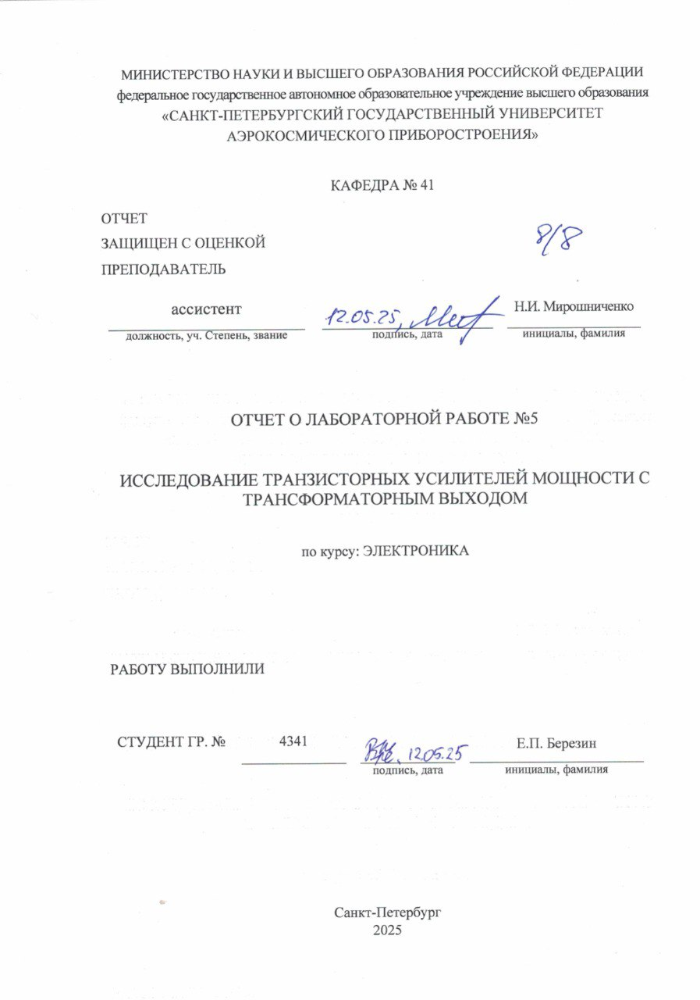 МИНИСТЕРСТВО НАУКИ И ВЫСШЕГО ОБРАЗОВАНИЯ РОССИЙСКОЙ ФЕДЕРАЦИИ
федеральное государственное автономное образовательное учреждение высшего образования
«САНКТ-ПЕТЕРБУРГСКИЙ ГОСУДАРСТВЕННЫЙ УНИВЕРСИТЕТ
АЭРОКОСМИЧЕСКОГО ПРИБОРОСТРОЕНИЯ»
КАФЕДРА № 41
ОТЧЕТ
ЗАЩИЩЕН С ОЦЕНКОЙ 8/8
ПРЕПОДАВАТЕЛЬ
ассистент 12.05.25, Н.И. Мирошниченко
должность, уч. Степень, звание подпись, дата инициалы, фамилия
ОТЧЕТ О ЛАБОРАТОРНОЙ РАБОТЕ №5
ИССЛЕДОВАНИЕ ТРАНЗИСТОРНЫХ УСИЛИТЕЛЕЙ МОЩНОСТИ С
ТРАНСФОРМАТОРНЫМ ВЫХОДОМ
по курсу: ЭЛЕКТРОНИКА
РАБОТУ ВЫПОЛНИЛИ
СТУДЕНТ ГР. № 4341 12.05.25 Е.П. Березин
подпись, дата инициалы, фамилия
Санкт-Петербург
2025